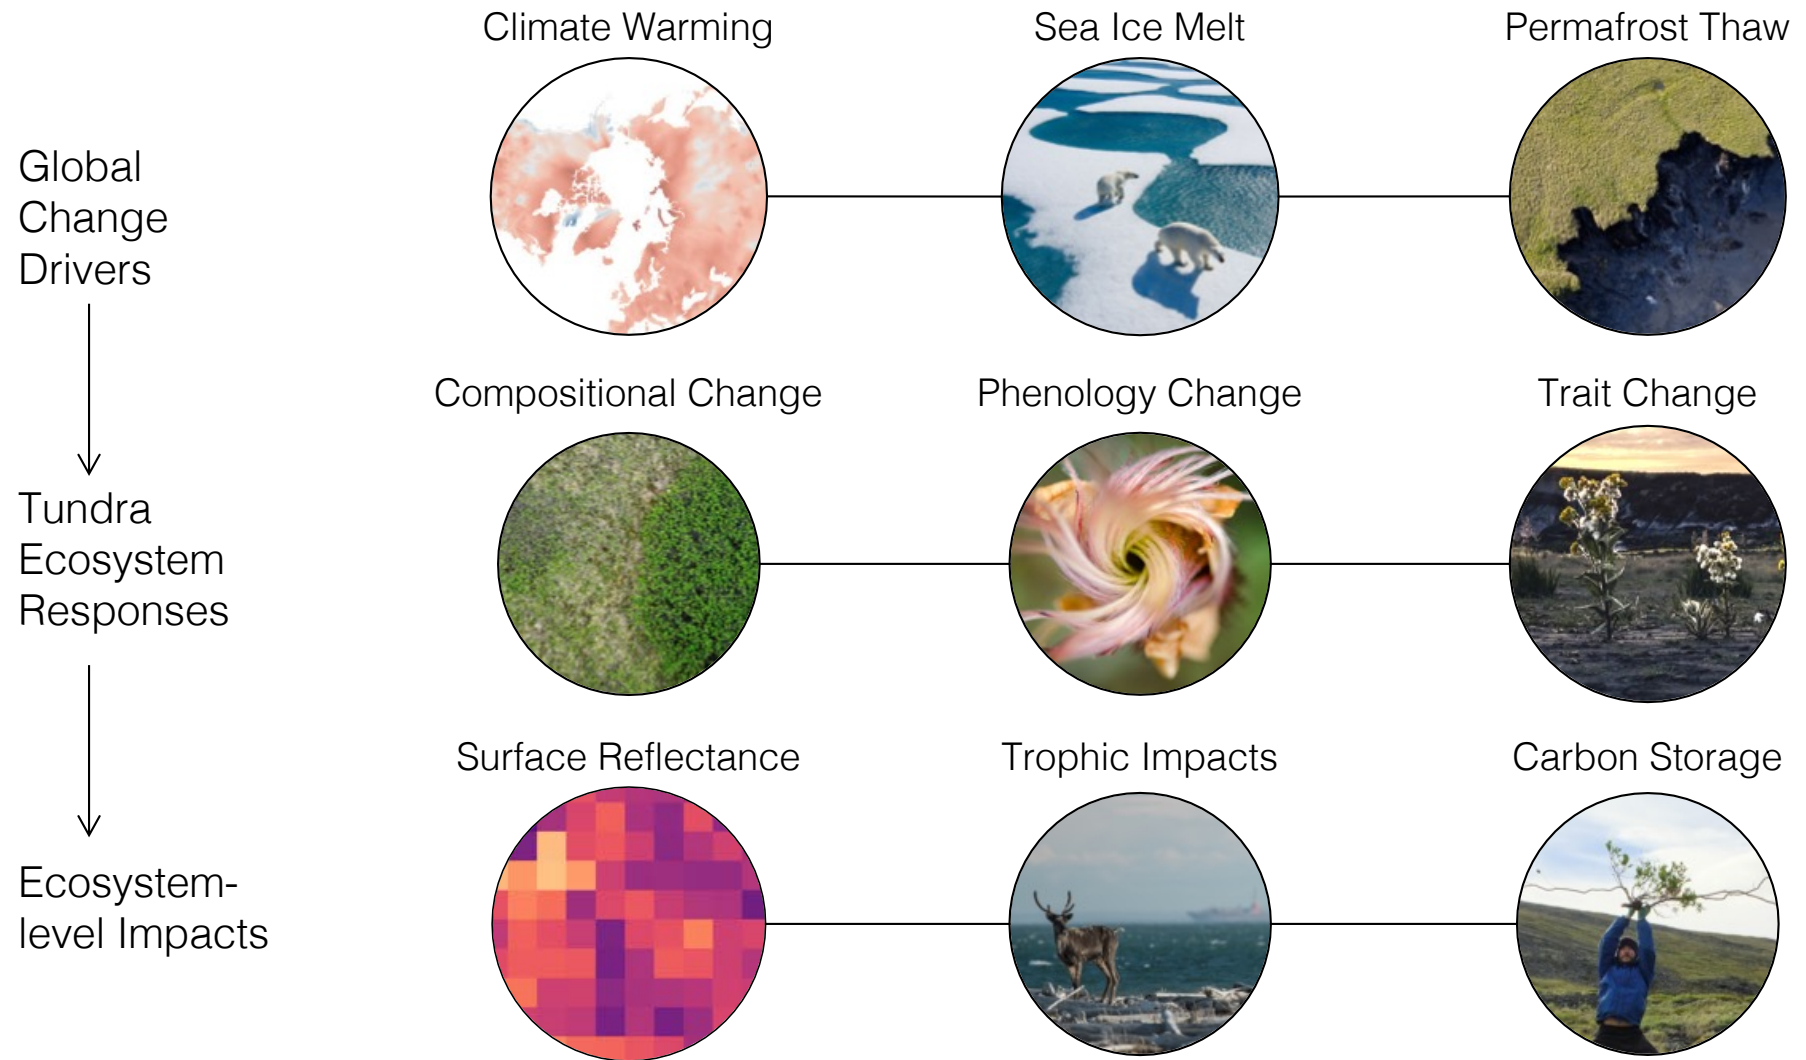 Climate Warming
Sea Ice Melt
Permafrost Thaw
Global
Change
Drivers
Compositional Change
Phenology Change
Trait Change
Tundra
Ecosystem
Responses
Surface Reflectance
Trophic Impacts
Carbon Storage
Ecosystem-
level Impacts